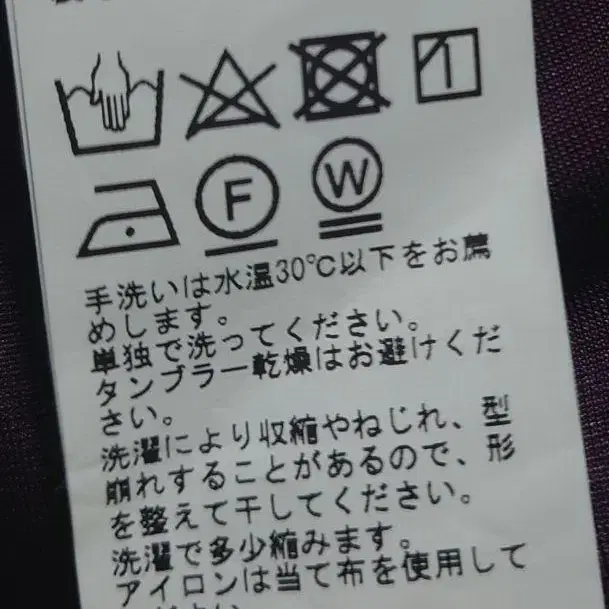 F
W
手洗いは水温30℃以下をお薦
めします。
単独で洗ってください。
タンブラー乾燥はお避けくだ
さい。
洗濯により収縮やねじれ、型
崩れすることがあるので、形
を整えて干してください。
洗濯で多少縮みます。
アイロンは当て布を使用して